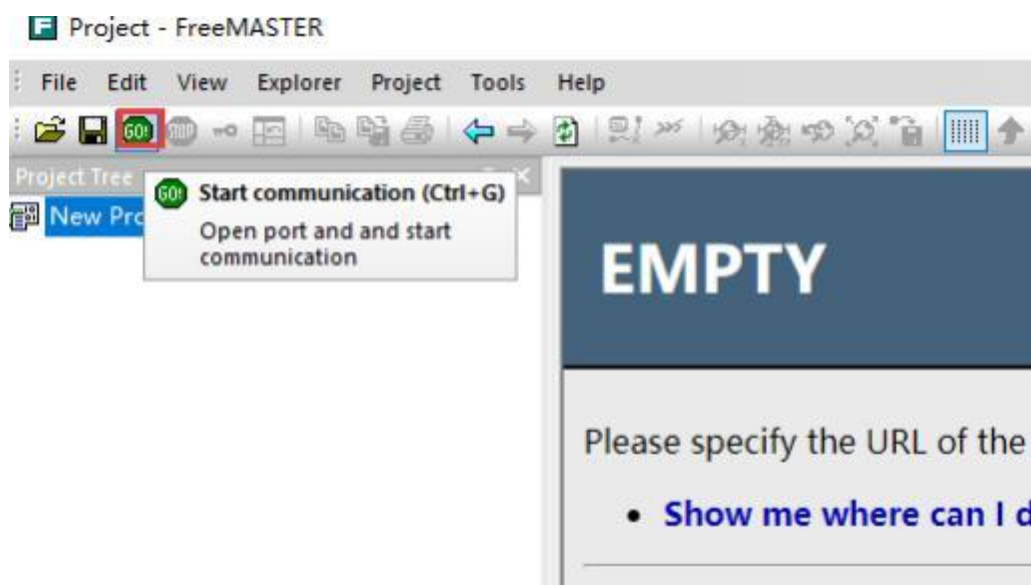 Project - FreeMASTER
File Edit View Explorer Project Tools Help
GO! STOP
Project Tree
GO! Start communication (Ctrl+G)
New Pro
Open port and and start
communication
EMPTY
Please specify the URL of the
Show me where can I d